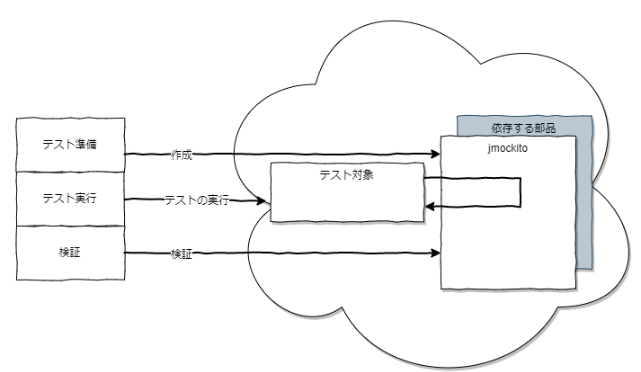 依存する部品
jmockito
テスト準備
作成
テスト対象
テスト実行
テストの実行
検証
検証